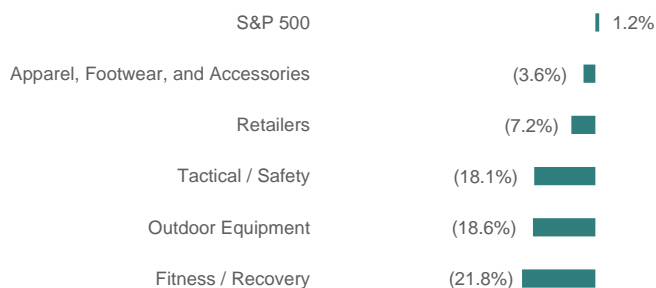 S&P 500 1.2%
Apparel, Footwear, and Accessories (3.6%)
Retailers (7.2%)
Tactical / Safety (18.1%)
Outdoor Equipment (18.6%)
Fitness / Recovery (21.8%)